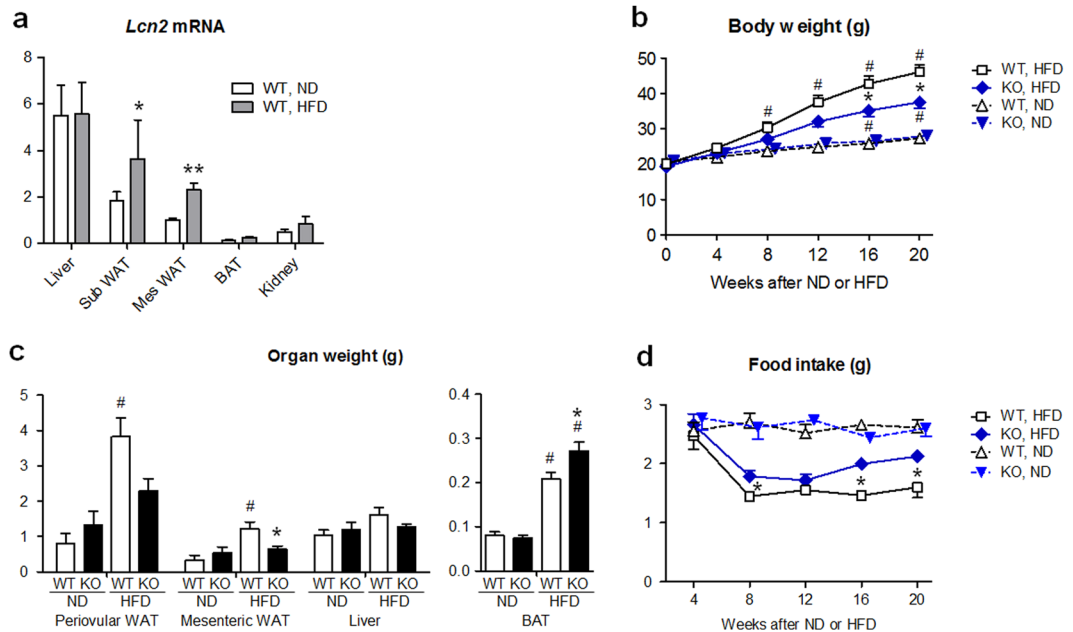 a
Lcn2 mRNA
8
6
4
2
0
WT, ND
WT, HFD
*
**
Liver
Sub WAT
Mes WAT
BAT
Kidney
b
Body weight (g)
50
40
30
20
10
0
# # # #
* *
# #
0 4 8 12 16 20
Weeks after ND or HFD
WT, HFD
KO, HFD
WT, ND
KO, ND
c
Organ weight (g)
5
4
3
2
1
0
#
#
*
WT KO WT KO WT KO WT KO WT KO WT KO
ND HFD ND HFD ND HFD
Periovular WAT Mesenteric WAT Liver
0.4
0.3
0.2
0.1
0.0
*
# #
WT KO WT KO
ND HFD
BAT
d
Food intake (g)
3
2
1
0
* * *
4 8 12 16 20
Weeks after ND or HFD
WT, HFD
KO, HFD
WT, ND
KO, ND